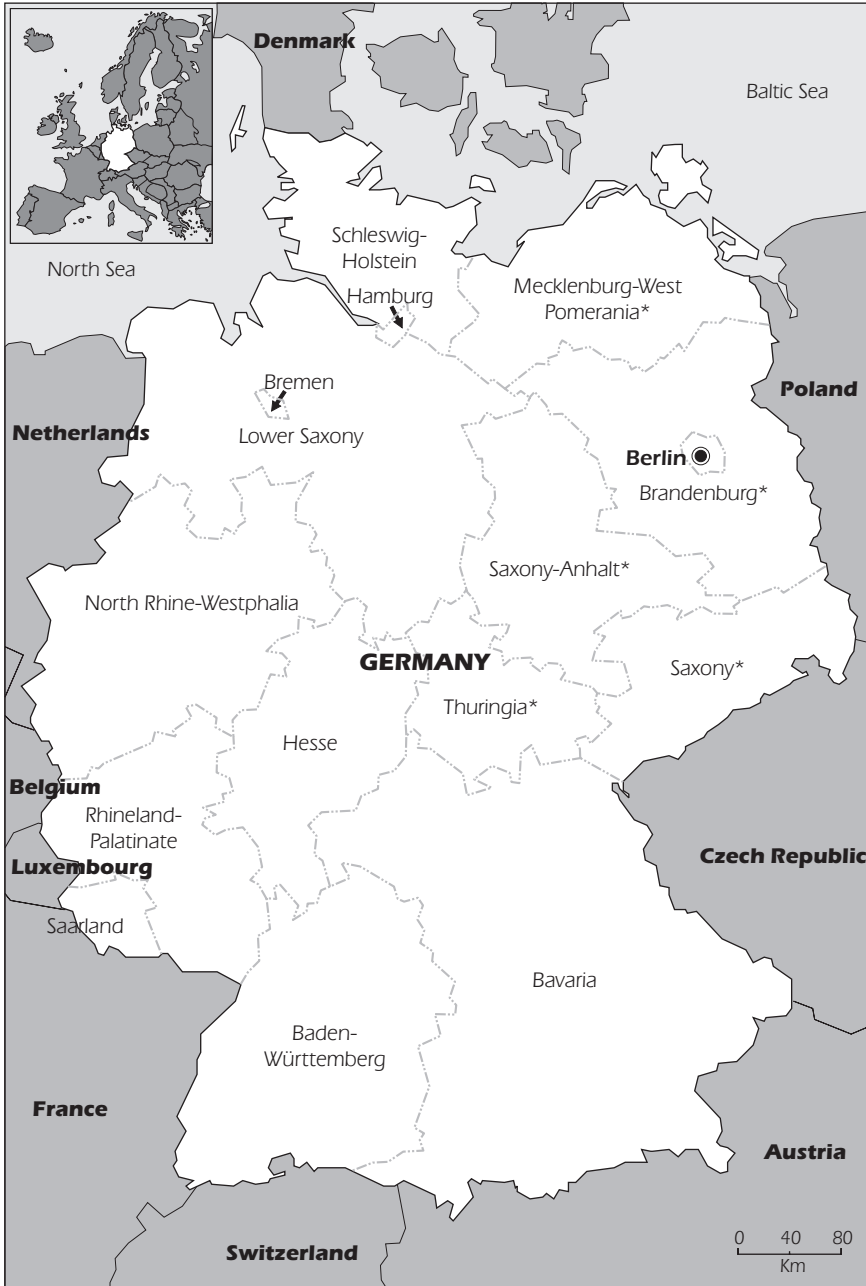 Denmark
Baltic Sea
North Sea
Schleswig-
Holstein
Hamburg
Mecklenburg-West
Pomerania*
Bremen
Lower Saxony
Netherlands
Poland
Berlin
Brandenburg*
Saxony-Anhalt*
North Rhine-Westphalia
GERMANY
Saxony*
Thuringia*
Hesse
Belgium
Rhineland-
Palatinate
Luxembourg
Czech Republic
Saarland
Bavaria
Baden-
Württemberg
France
Austria
Switzerland
0 40 80
Km